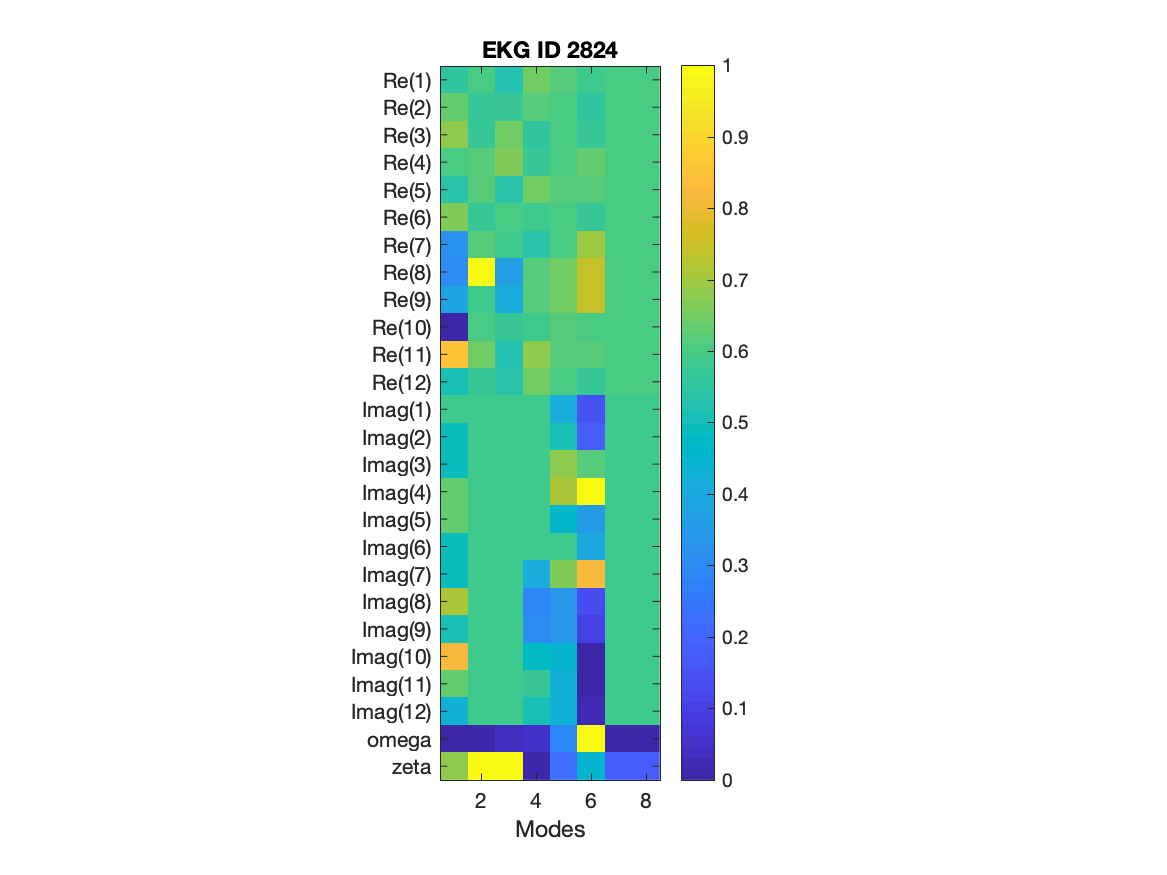 EKG ID 2824
Re(1)
Re(2)
Re(3)
Re(4)
Re(5)
Re(6)
Re(7)
Re(8)
Re(9)
Re(10)
Re(11)
Re(12)
Imag(1)
Imag(2)
Imag(3)
Imag(4)
Imag(5)
Imag(6)
Imag(7)
Imag(8)
Imag(9)
Imag(10)
Imag(11)
Imag(12)
omega
zeta
2 4 6 8
Modes
1
0.9
0.8
0.7
0.6
0.5
0.4
0.3
0.2
0.1
0